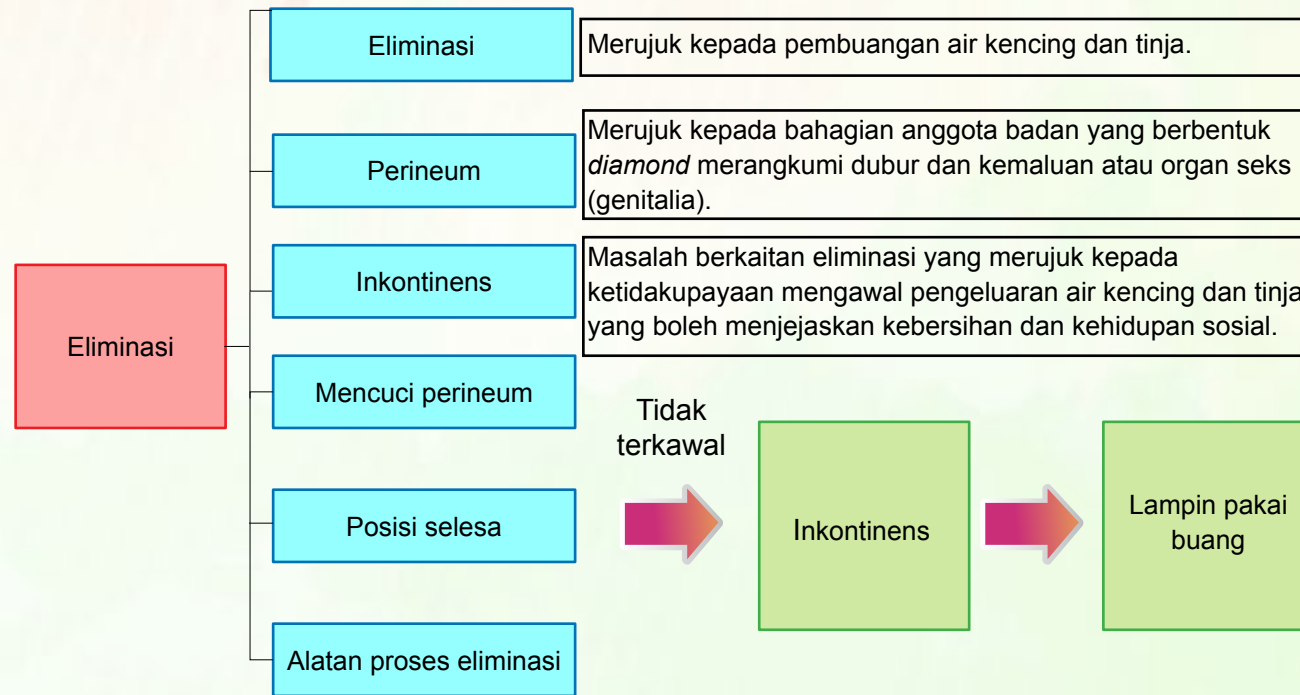 Eliminasi
Merujuk kepada pembuangan air kencing dan tinja.
Perineum
Merujuk kepada bahagian anggota badan yang berbentuk
diamond merangkumi dubur dan kemaluan atau organ seks
(genitalia).
Inkontinens
Masalah berkaitan eliminasi yang merujuk kepada
ketidakupayaan mengawal pengeluaran air kencing dan tinja
yang boleh menjejaskan kebersihan dan kehidupan sosial.
Eliminasi
Mencuci perineum
Tidak
terkawal
Posisi selesa
Inkontinens
Lampin pakai
buang
Alatan proses eliminasi